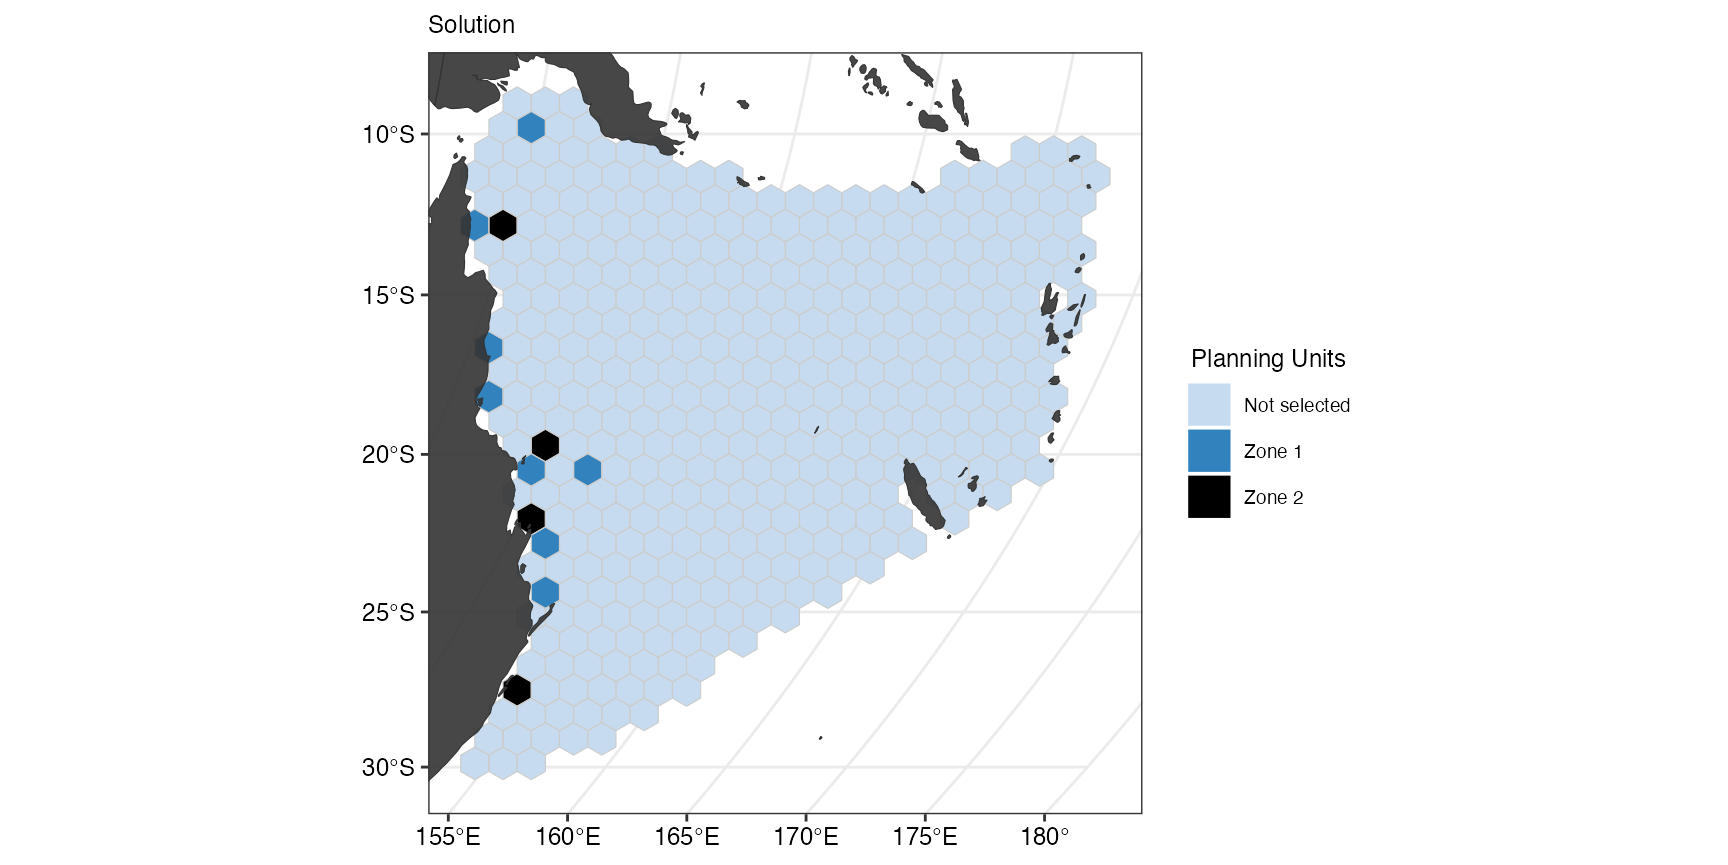 Solution
10°S
15°S
20°S
25°S
30°S
155°E 160°E 165°E 170°E 175°E 180°
Planning Units
Not selected
Zone 1
Zone 2